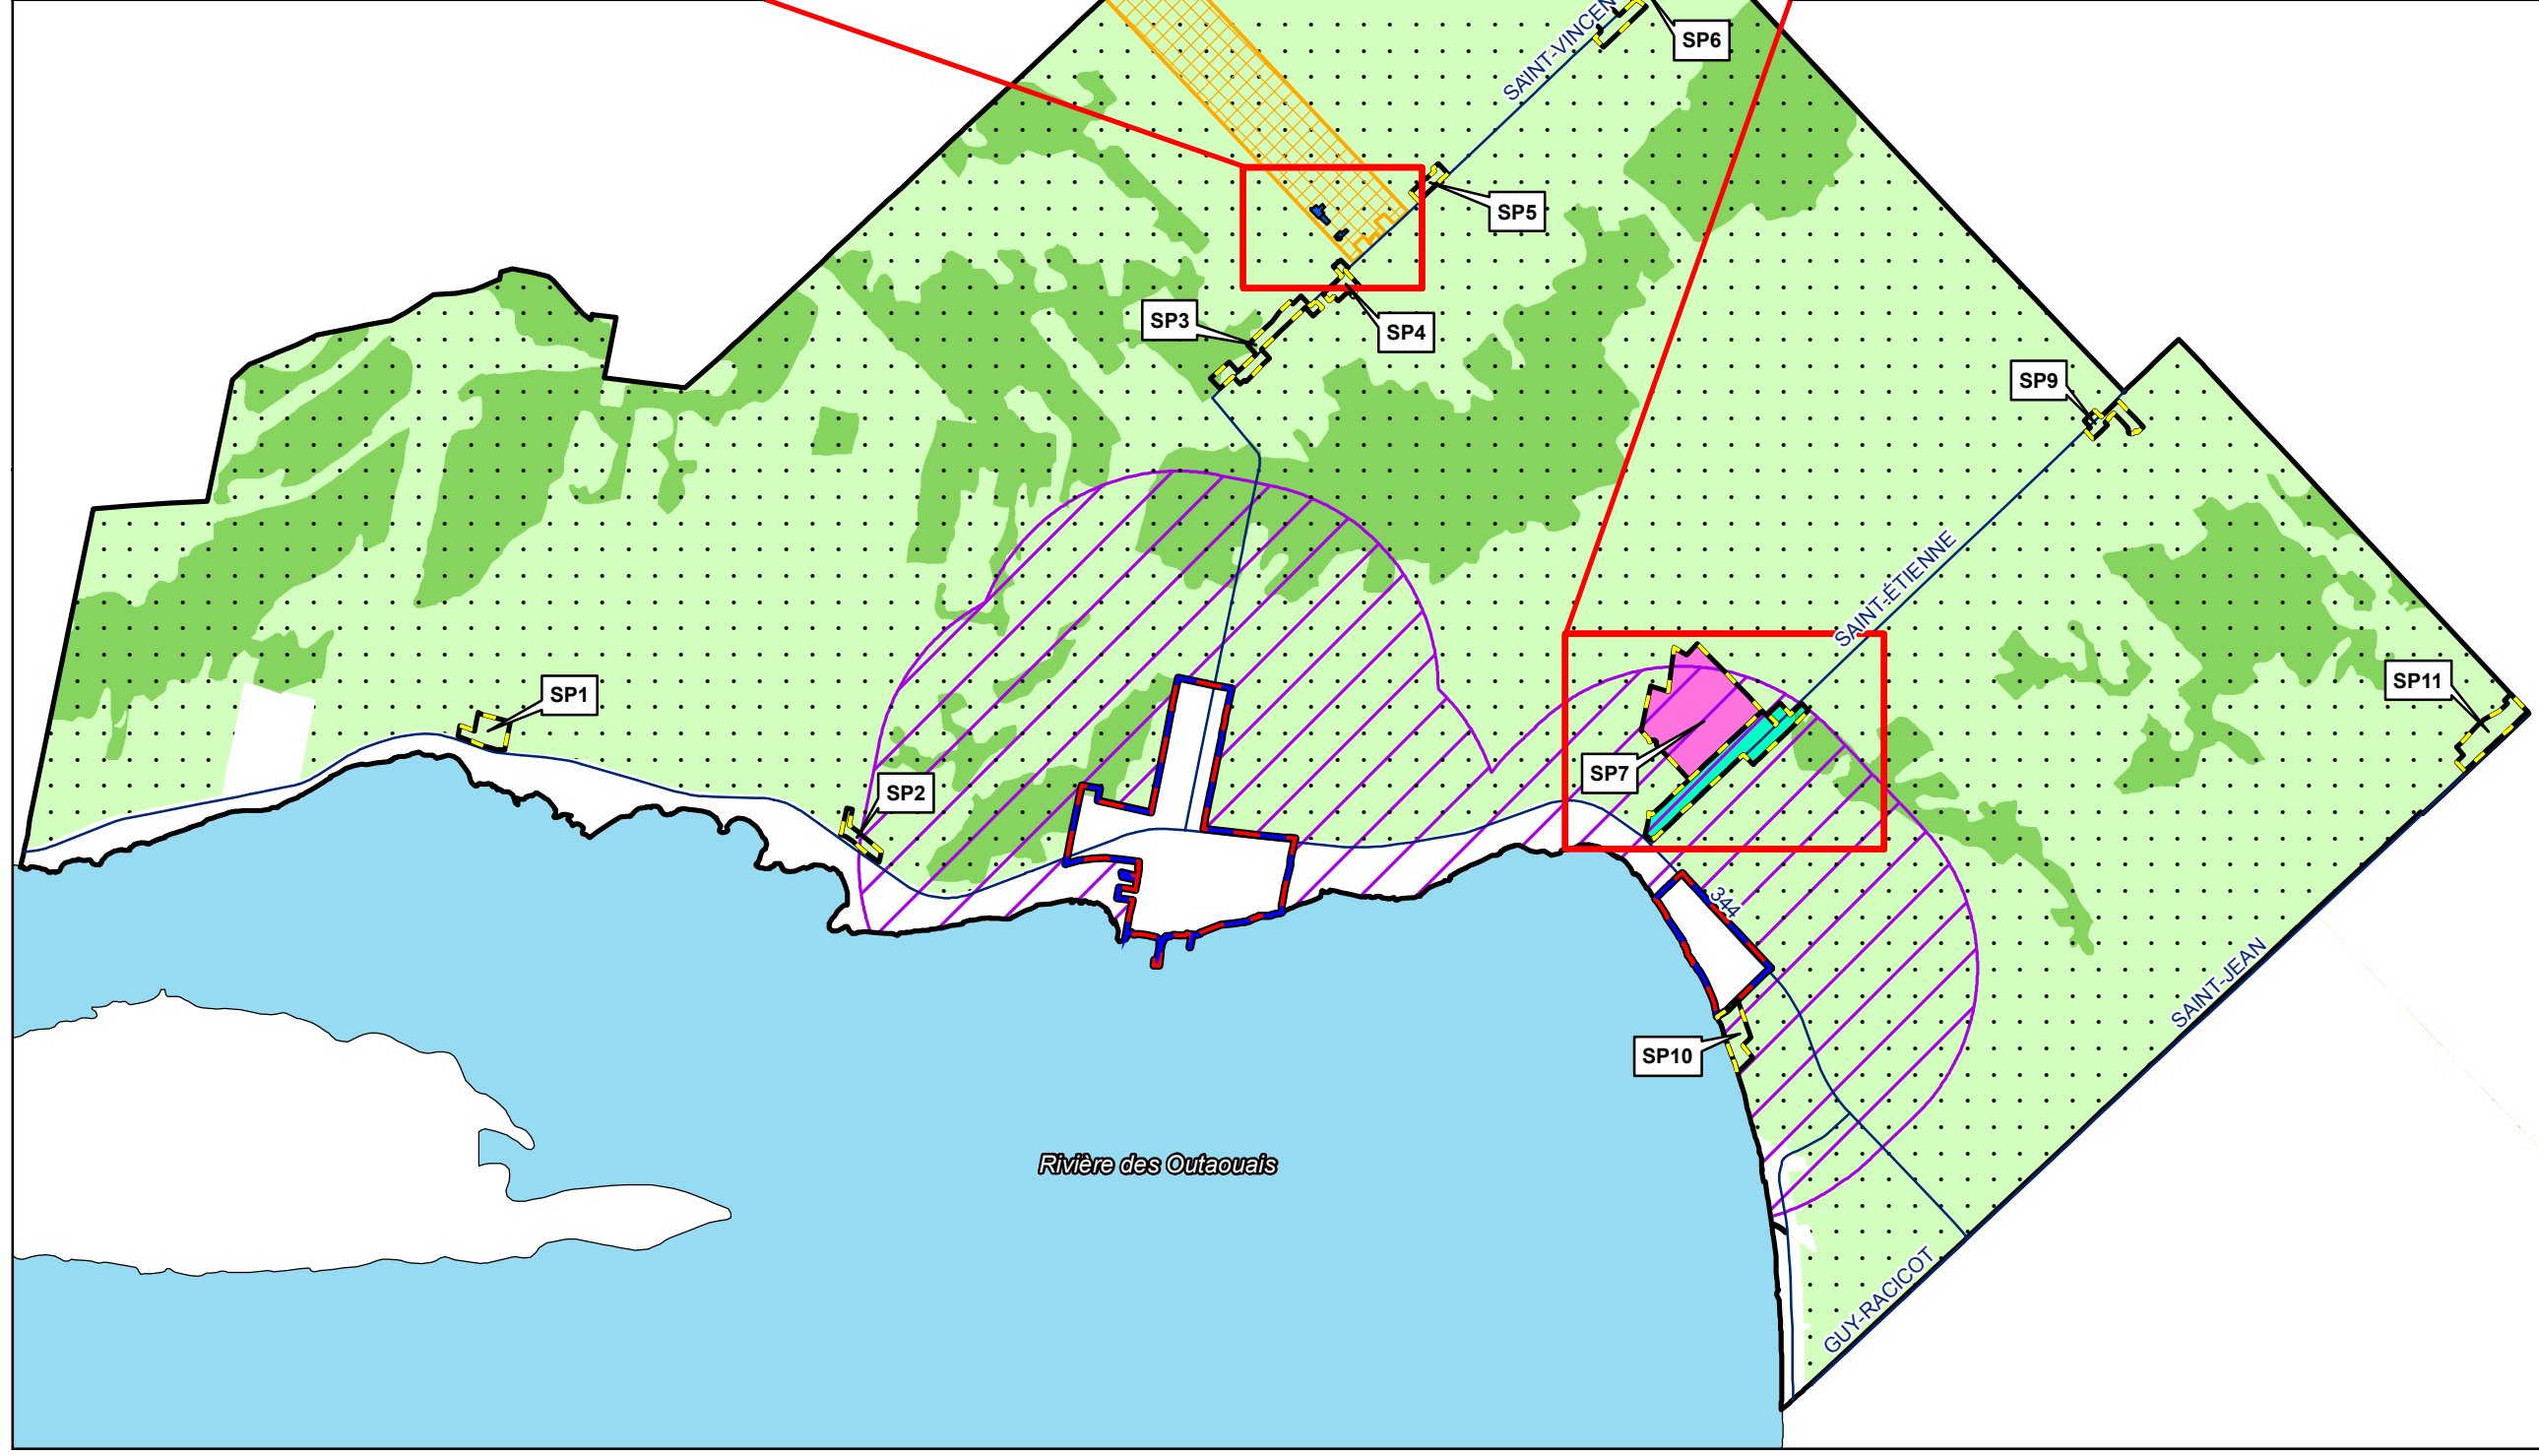 SAINT-VINCEN
SP6
SP5
SP3
SP4
SP9
SAINT-ÉTIENNE
SP11
SP1
SP7
SP2
344
SAINT-JEAN
SP10
Rivière des Outaouais
GUY-RACICOT